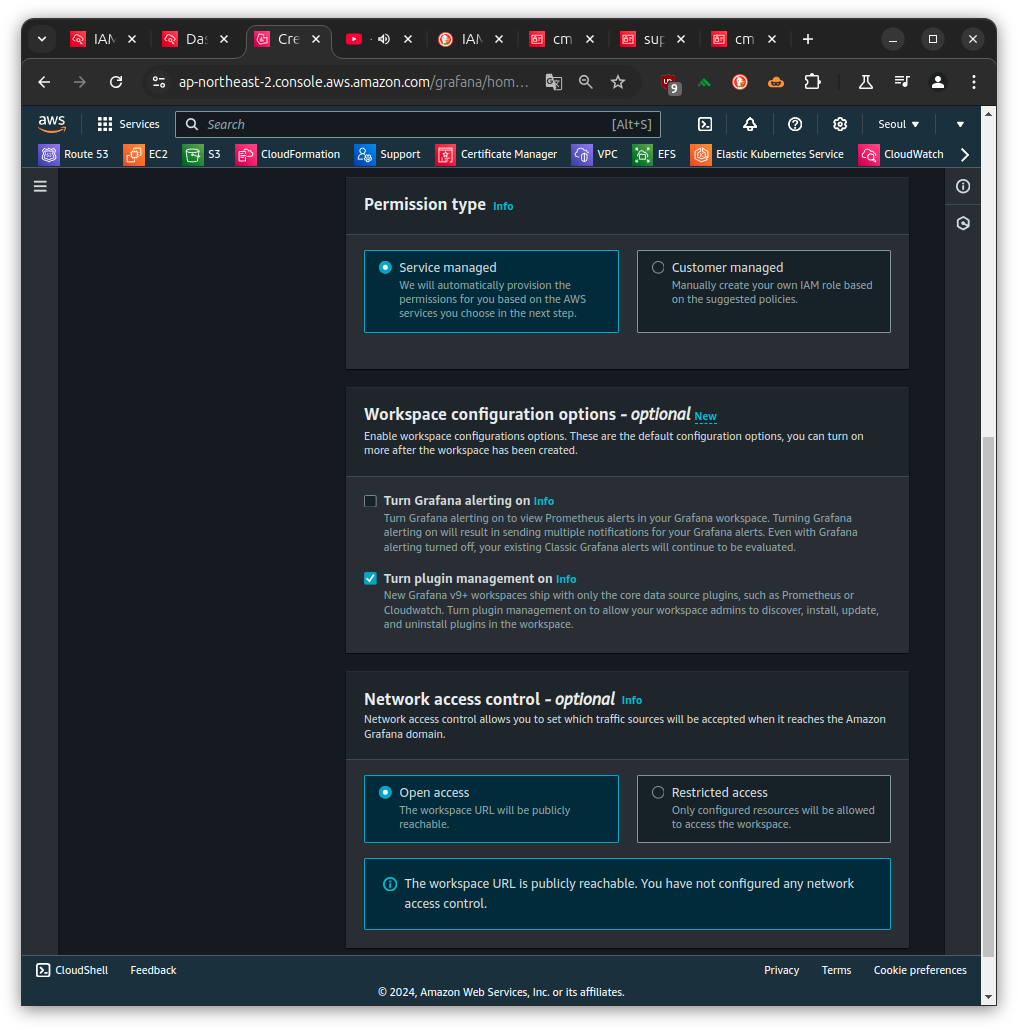 IAM
Das
Cre
IAM
cm
sup
cm
ap-northeast-2.console.aws.amazon.com/grafana/hom...
9
aws
Services
Search
[Alt+S]
Seoul
Route 53
EC2
S3
CloudFormation
Support
Certificate Manager
VPC
EFS
Elastic Kubernetes Service
CloudWatch
Permission type Info
Service managed
We will automatically provision the
permissions for you based on the AWS
services you choose in the next step.
Customer managed
Manually create your own IAM role based
on the suggested policies.
Workspace configuration options - optional New
Enable workspace configurations options. These are the default configuration options, you can turn on
more after the workspace has been created.
Turn Grafana alerting on Info
Turn Grafana alerting on to view Prometheus alerts in your Grafana workspace. Turning Grafana
alerting on will result in sending multiple notifications for your Grafana alerts. Even with Grafana
alerting turned off, your existing Classic Grafana alerts will continue to be evaluated.
Turn plugin management on Info
New Grafana v9+ workspaces ship with only the core data source plugins, such as Prometheus or
Cloudwatch. Turn plugin management on to allow your workspace admins to discover, install, update,
and uninstall plugins in the workspace.
Network access control - optional Info
Network access control allows you to set which traffic sources will be accepted when it reaches the Amazon
Grafana domain.
Open access
The workspace URL will be publicly
reachable.
Restricted access
Only configured resources will be allowed
to access the workspace.
The workspace URL is publicly reachable. You have not configured any network
access control.
CloudShell
Feedback
Privacy
Terms
Cookie preferences
© 2024, Amazon Web Services, Inc. or its affiliates.